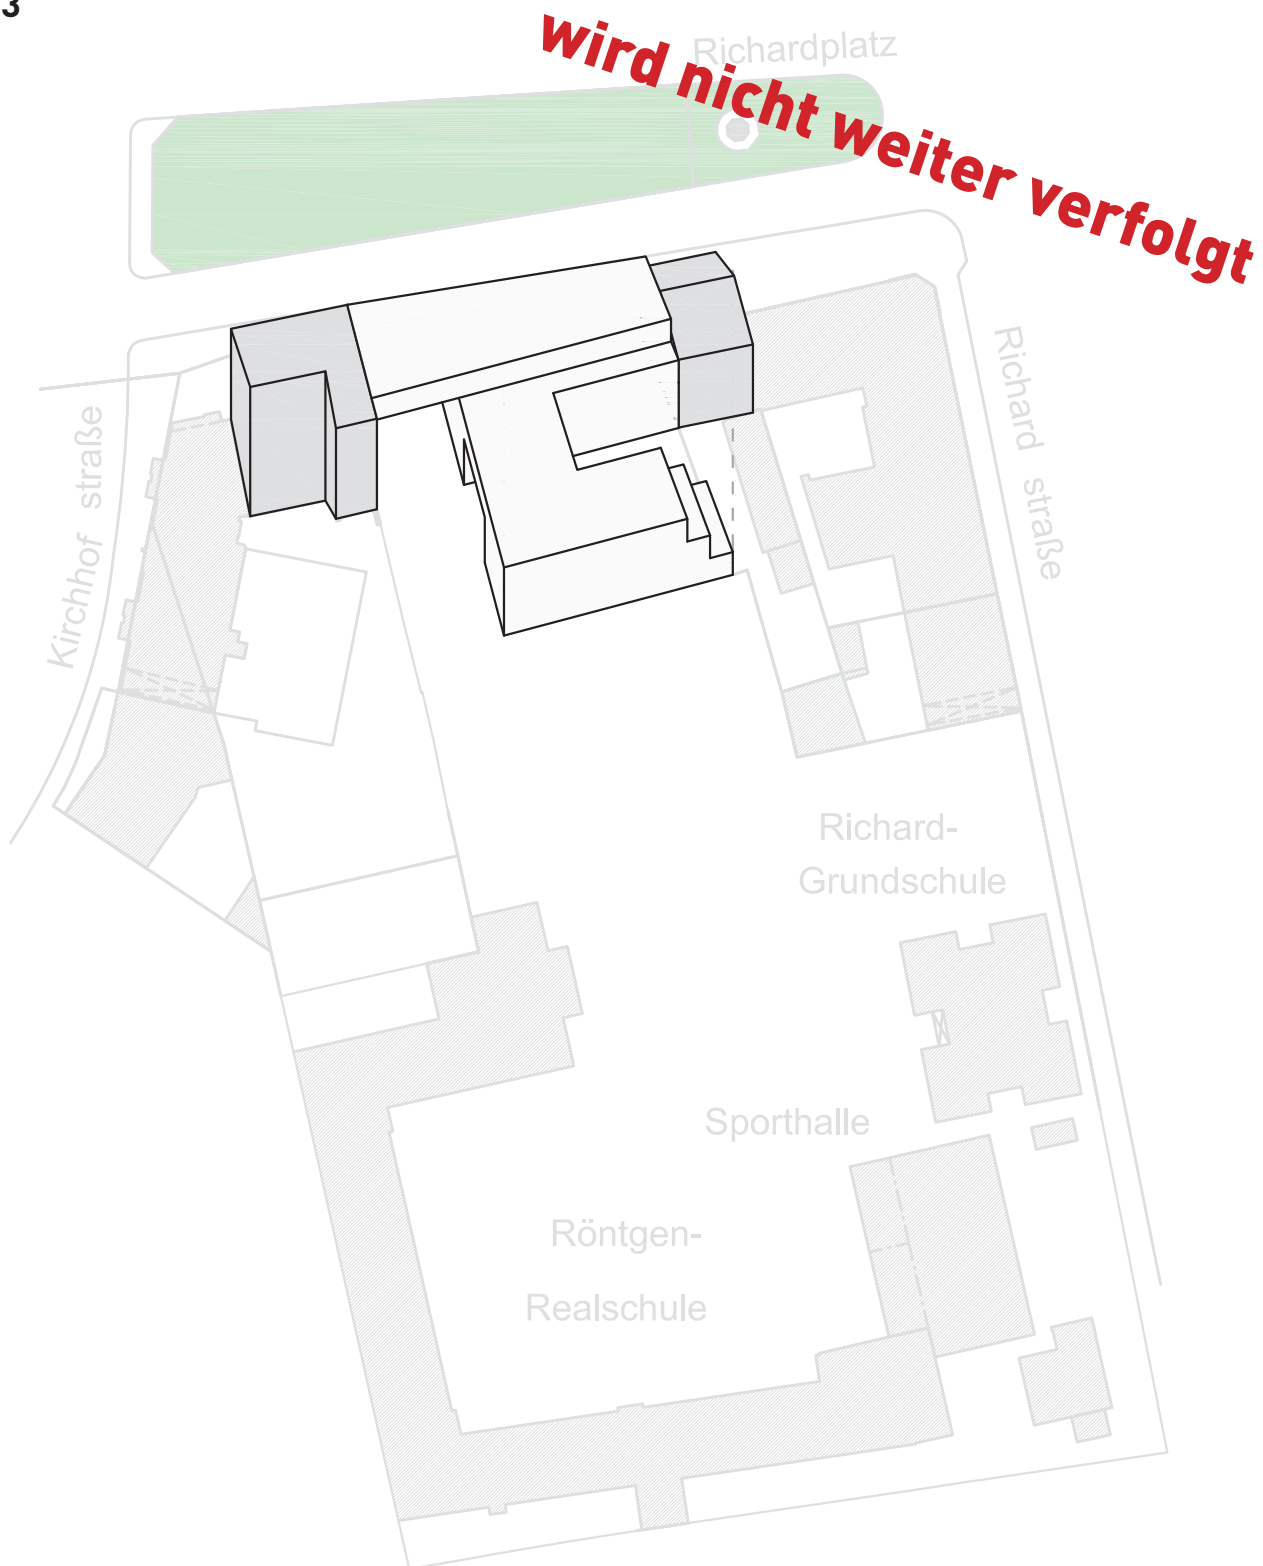 3
wird nicht weiter verfolgt
Richardplatz
Kirchhof straße
Richard straße
Richard-
Grundschule
Sporthalle
Röntgen-
Realschule